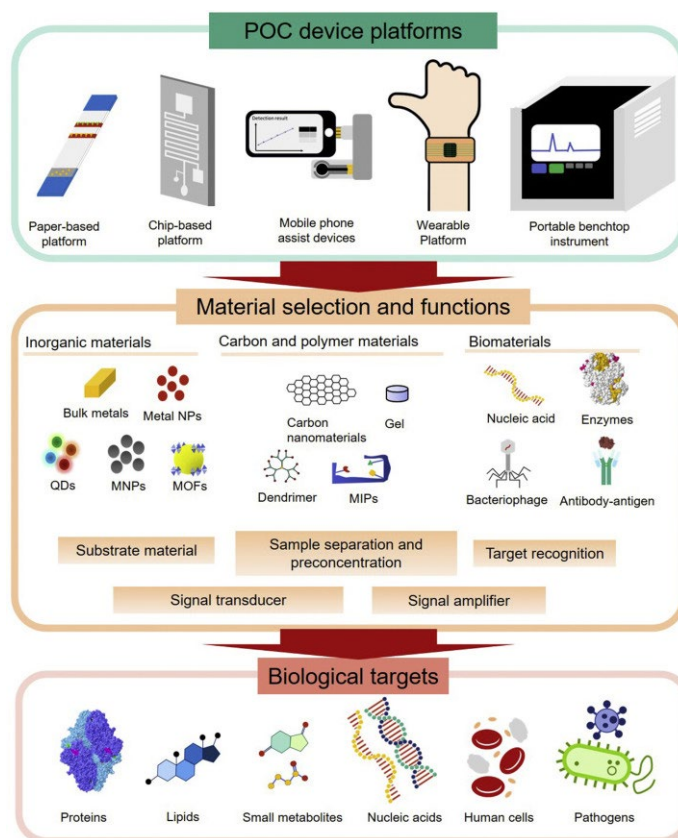 POC device platforms
Detection result
Paper-based
platform
Chip-based
platform
Mobile phone
assist devices
Wearable
Platform
Portable benchtop
instrument
Material selection and functions
Inorganic materials
Carbon and polymer materials
Biomaterials
Bulk metals
Metal NPs
Carbon
nanomaterials
Gel
Nucleic acid
Enzymes
QDs
MNPs
MOFs
Dendrimer
MIPs
Bacteriophage
Antibody-antigen
Substrate material
Sample separation and
preconcentration
Target recognition
Signal transducer
Signal amplifier
Biological targets
Proteins
Lipids
Small metabolites
Nucleic acids
Human cells
Pathogens